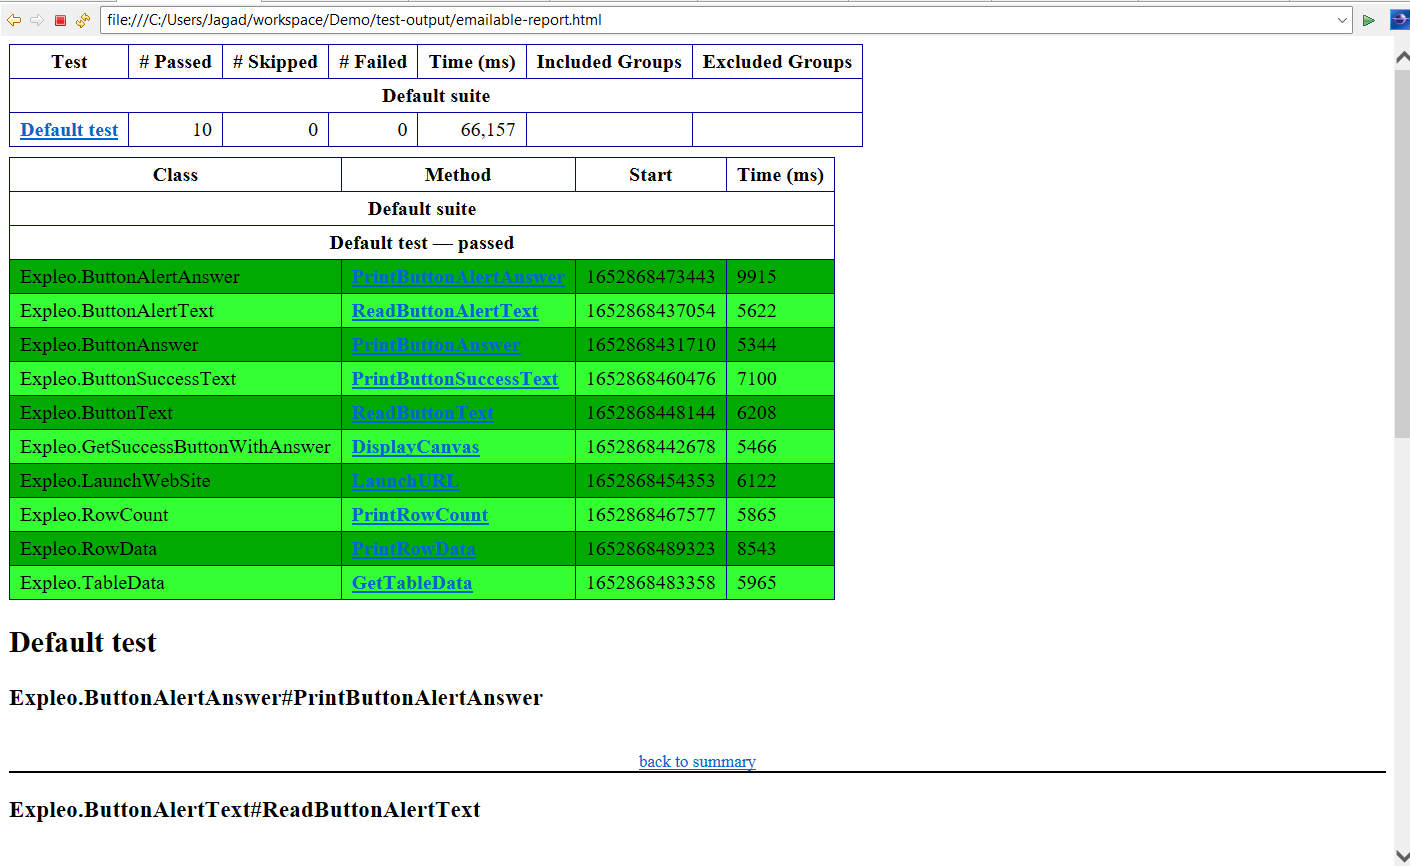 file:///C:/Users/Jagad/workspace/Demo/test-output/emailable-report.html
Test # Passed # Skipped # Failed Time (ms) Included Groups Excluded Groups
Default suite
Default test 10 0 0 66,157
Class Method Start Time (ms)
Default suite
Default test — passed
Expleo.ButtonAlertAnswer PrintButtonAlertAnswer 1652868473443 9915
Expleo.ButtonAlertText ReadButtonAlertText 1652868437054 5622
Expleo.ButtonAnswer PrintButtonAnswer 1652868431710 5344
Expleo.ButtonSuccessText PrintButtonSuccessText 1652868460476 7100
Expleo.ButtonText ReadButtonText 1652868448144 6208
Expleo.GetSuccessButtonWithAnswer DisplayCanvas 1652868442678 5466
Expleo.LaunchWebSite LaunchURL 1652868454353 6122
Expleo.RowCount PrintRowCount 1652868467577 5865
Expleo.RowData PrintRowData 1652868489323 8543
Expleo.TableData GetTableData 1652868483358 5965
Default test
Expleo.ButtonAlertAnswer#PrintButtonAlertAnswer
back to summary
Expleo.ButtonAlertText#ReadButtonAlertText